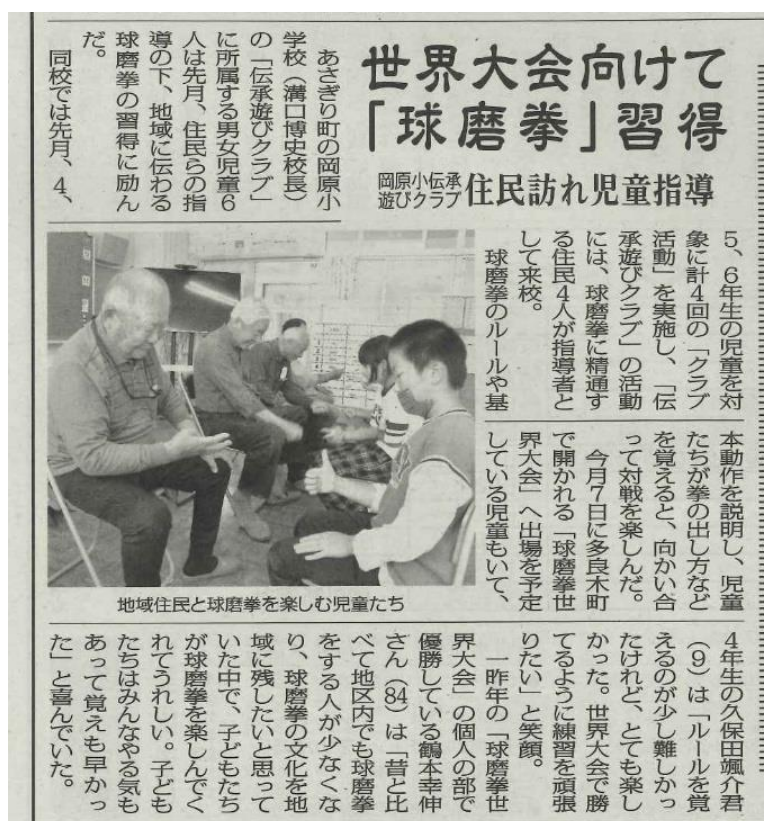 世界大会向けて
「球磨拳」習得
岡原小伝承
遊びクラブ
住民訪れ児童指導
あさぎり町の岡原小
学校（溝口博史校長）
の「伝承遊びクラブ」
に所属する男女児童6
人は先月、住民らの指
導の下、地域に伝わる
球磨拳の習得に励ん
だ。
同校では先月、4、
5、6年生の児童を対
象に計4回の「クラブ
活動」を実施し、「伝
承遊びクラブ」の活動
には、球磨拳に精通す
る住民4人が指導者と
して来校。
球磨拳のルールや基
本動作を説明し、児童
たちが拳の出し方など
を覚えると、向かい合
って対戦を楽しんだ。
今月7日に多良木町
で開かれる「球磨拳世
界大会」へ出場を予定
している児童もいて、
4年生の久保田颯介君
（9）は「ルールを覚
えるのが少し難しかっ
たけれど、とても楽し
かった。世界大会で勝
てるように練習を頑張
りたい」と笑顔。
一昨年の「球磨拳世
界大会」の個人の部で
優勝している鶴本幸伸
さん（84）は「昔と比
べて地区内でも球磨拳
をする人が少なくな
り、球磨拳の文化を地
域に残したいと思って
いた中で、子どもたち
が球磨拳を楽しんでく
れてうれしい。子ども
たちはみんなやる気も
あって覚えも早かっ
た」と喜んでいた。
地域住民と球磨拳を楽しむ児童たち